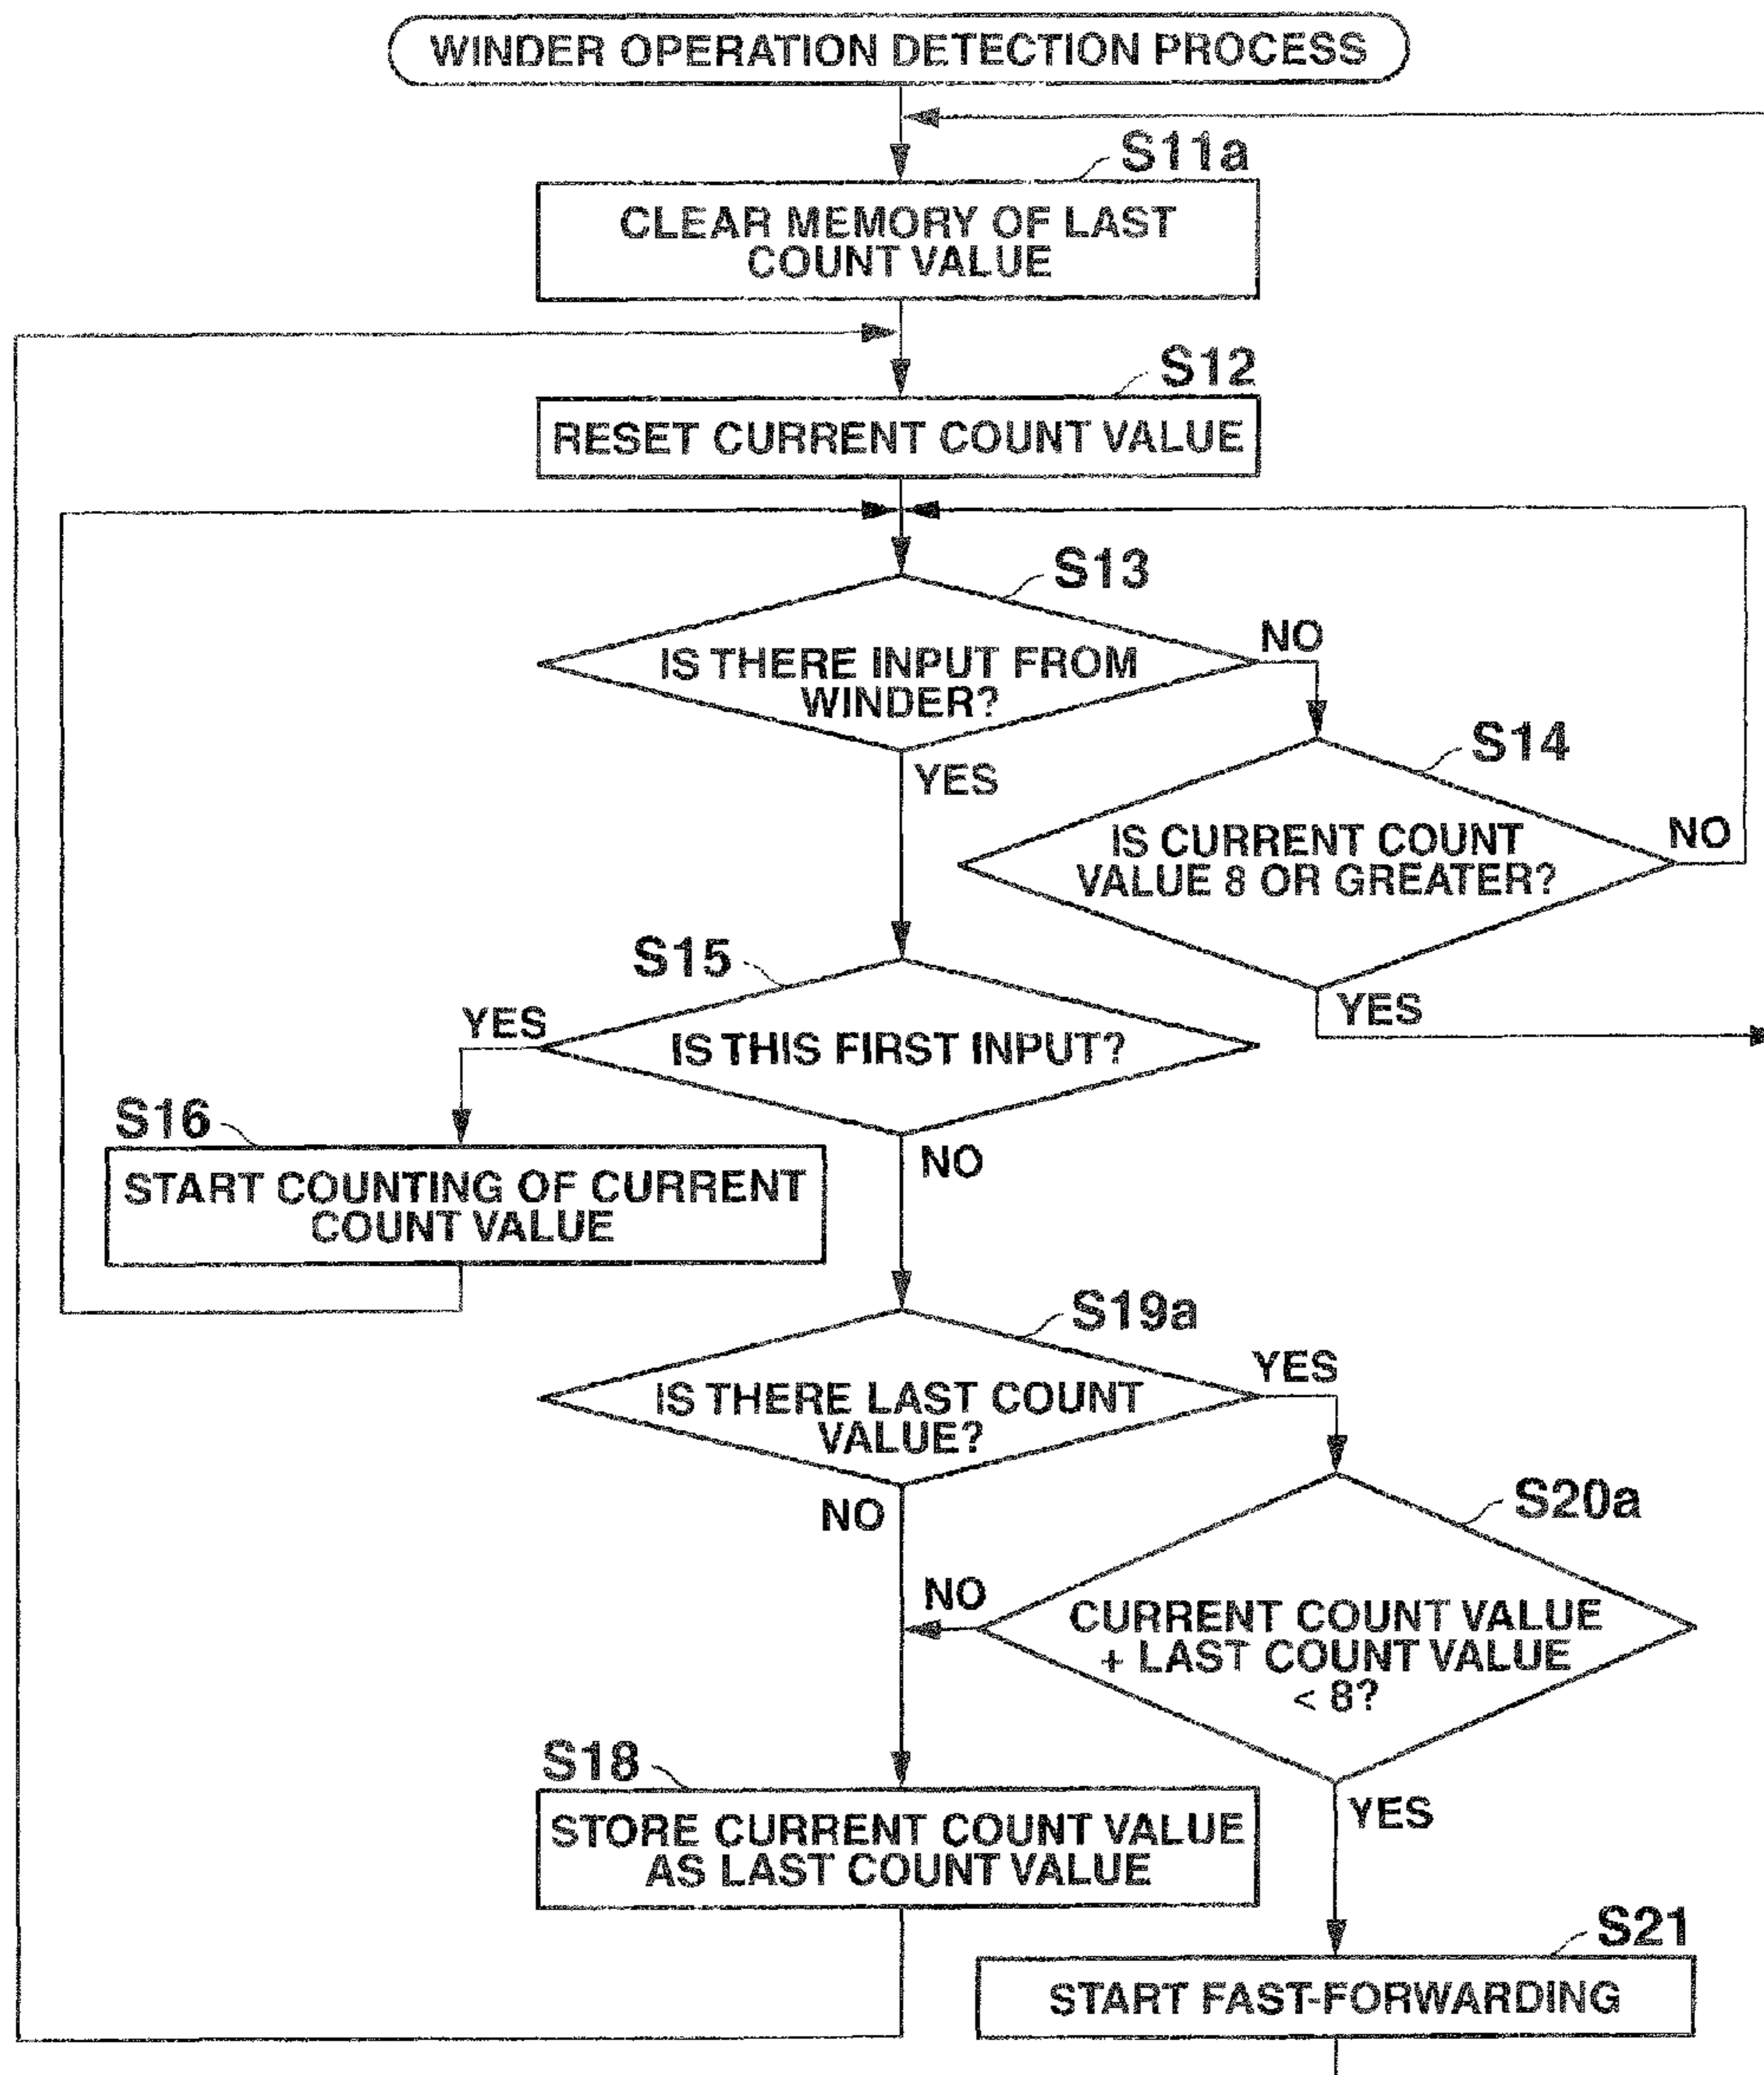 WINDER OPERATION DETECTION PROCESS
S11a
CLEAR MEMORY OF LAST
COUNT VALUE
S12
RESET CURRENT COUNT VALUE
S13
IS THERE INPUT FROM
WINDER?
NO
YES
S14
IS CURRENT COUNT
VALUE 8 OR GREATER?
NO
YES
S15
IS THIS FIRST INPUT?
YES
NO
S16
START COUNTING OF CURRENT
COUNT VALUE
S19a
IS THERE LAST COUNT
VALUE?
YES
NO
S20a
CURRENT COUNT VALUE
+ LAST COUNT VALUE
< 8?
NO
YES
S18
STORE CURRENT COUNT VALUE
AS LAST COUNT VALUE
S21
START FAST-FORWARDING